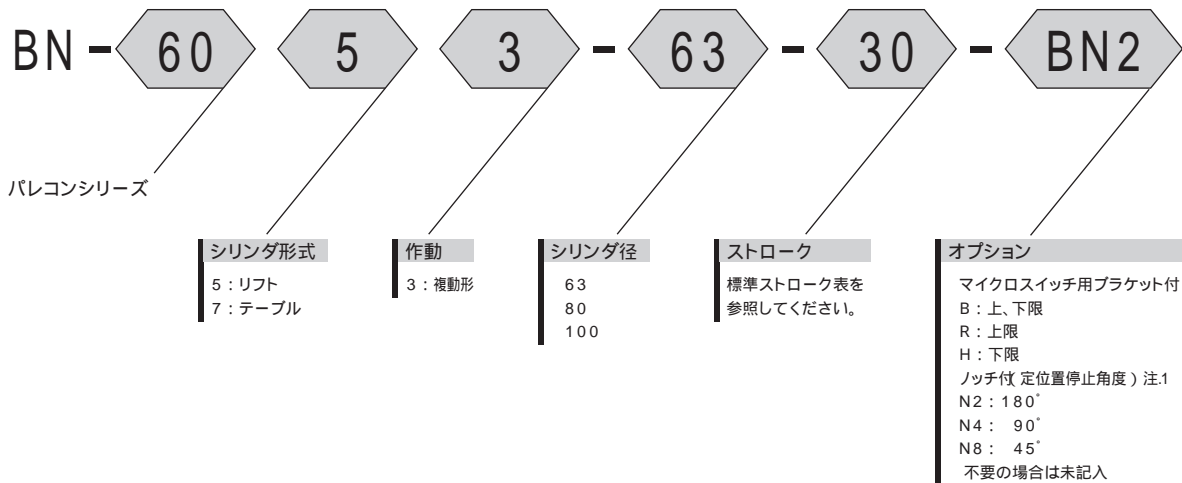 BN-60 5 3-63-30-BN2
パレコンシリーズ
シリンダ形式
5：リフト
7：テーブル
作動
3：複動形
シリンダ径
63
80
100
ストローク
標準ストローク表を
参照してください。
オプション
マイクロスイッチ用ブラケット付
B：上、下限
R：上限
H：下限
ノッチ付（定位置停止角度）注.1
N2：180°
N4： 90°
N8： 45°
不要の場合は未記入